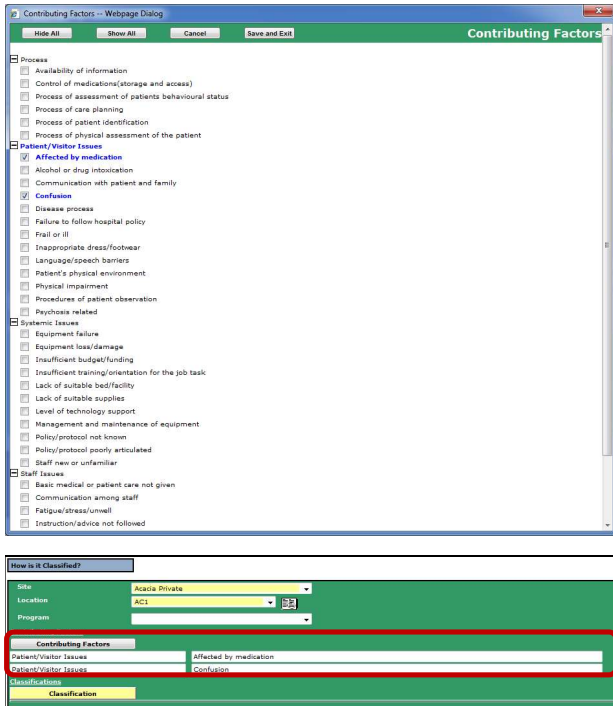 Contributing Factors -- Webpage Dialog
Hide All Show All Cancel Save and Exit Contributing Factors
Process
Availability of information
Control of medications(storage and access)
Process of assessment of patients behavioural status
Process of care planning
Process of patient identification
Process of physical assessment of the patient
Patient/Visitor Issues
Affected by medication
Alcohol or drug intoxication
Communication with patient and family
Confusion
Disease process
Failure to follow hospital policy
Frail or ill
Inappropriate dress/footwear
Language/speech barriers
Patient's physical environment
Physical impairment
Procedures of patient observation
Psychosis related
Systemic Issues
Equipment failure
Equipment loss/damage
Insufficient budget/funding
Insufficient training/orientation for the job task
Lack of suitable bed/facility
Lack of suitable supplies
Level of technology support
Management and maintenance of equipment
Policy/protocol not known
Policy/protocol poorly articulated
Staff new or unfamiliar
Staff Issues
Basic medical or patient care not given
Communication among staff
Fatigue/stress/unwell
Instruction/advice not followed
How is it Classified?
Site Acacia Private
Location AC1
Program
Contributing Factors
Patient/Visitor Issues Affected by medication
Patient/Visitor Issues Confusion
Classifications
Classification